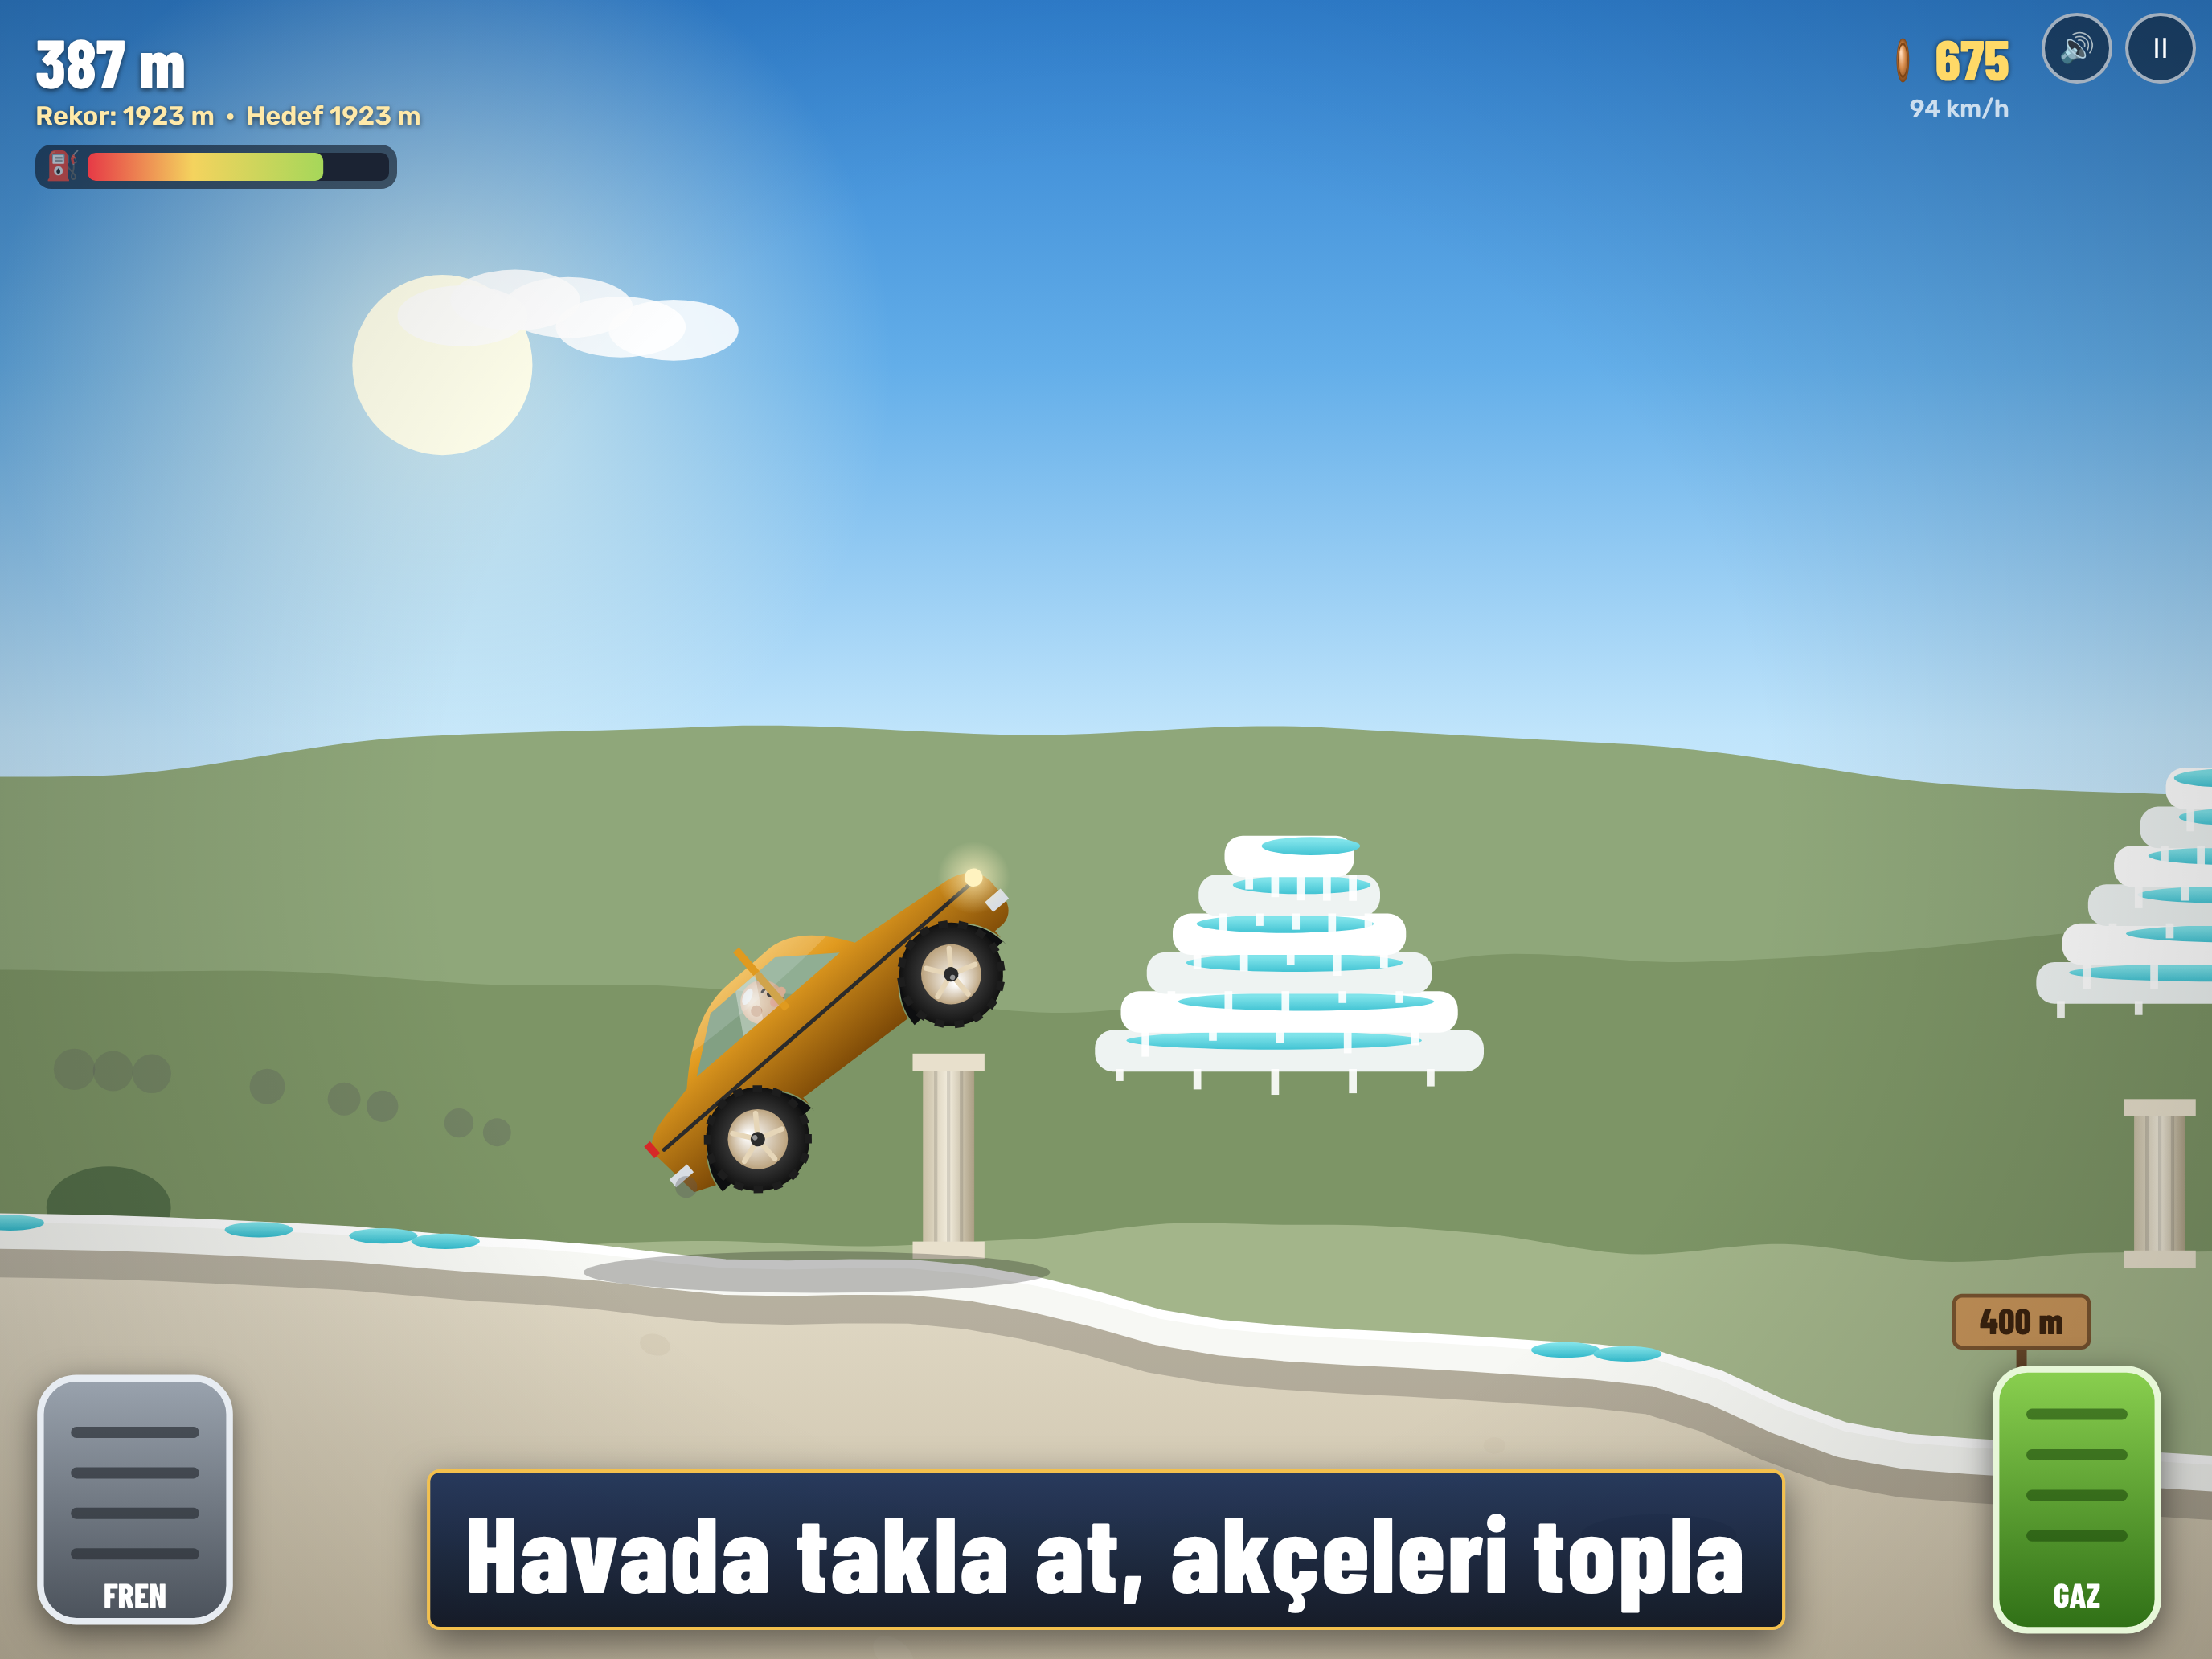 387 m
Rekor: 1923 m • Hedef 1923 m
675
94 km/h
400 m
FREN
Havada takla at, akçeleri topla
GAZ